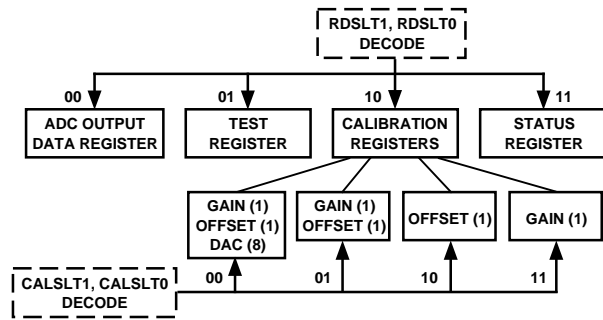 RDSLT1, RDSLT0
DECODE
00
01
10
11
ADC OUTPUT
DATA REGISTER
TEST
REGISTER
CALIBRATION
REGISTERS
STATUS
REGISTER
GAIN (1)
OFFSET (1)
DAC (8)
GAIN (1)
OFFSET (1)
OFFSET (1)
GAIN (1)
CALSLT1, CALSLT0
DECODE
00
01
10
11